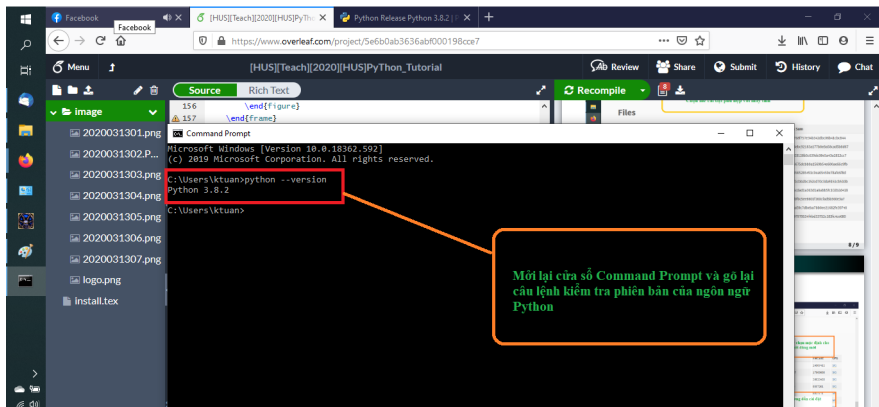 Facebook
[HUS][Teach][2020][HUS]PyTh
Python Release Python 3.8.2 | P
Facebook
https://www.overleaf.com/project/5e6b0ab3636abf000198cce7
Menu
[HUS][Teach][2020][HUS]PyThon_Tutorial
Review
Share
Submit
History
Chat
Source
Rich Text
Recompile
image
156 \end{figure}
157 \end{frame}
Files
2020031301.png
2020031302.P...
2020031303.png
2020031304.png
2020031305.png
2020031306.png
2020031307.png
logo.png
install.tex
Command Prompt
Microsoft Windows [Version 10.0.18362.592]
(c) 2019 Microsoft Corporation. All rights reserved.
C:\Users\ktuan>python --version
Python 3.8.2
C:\Users\ktuan>
Mởi lại cửa sổ Command Prompt và gõ lại
câu lệnh kiểm tra phiên bản của ngôn ngữ
Python
8/9